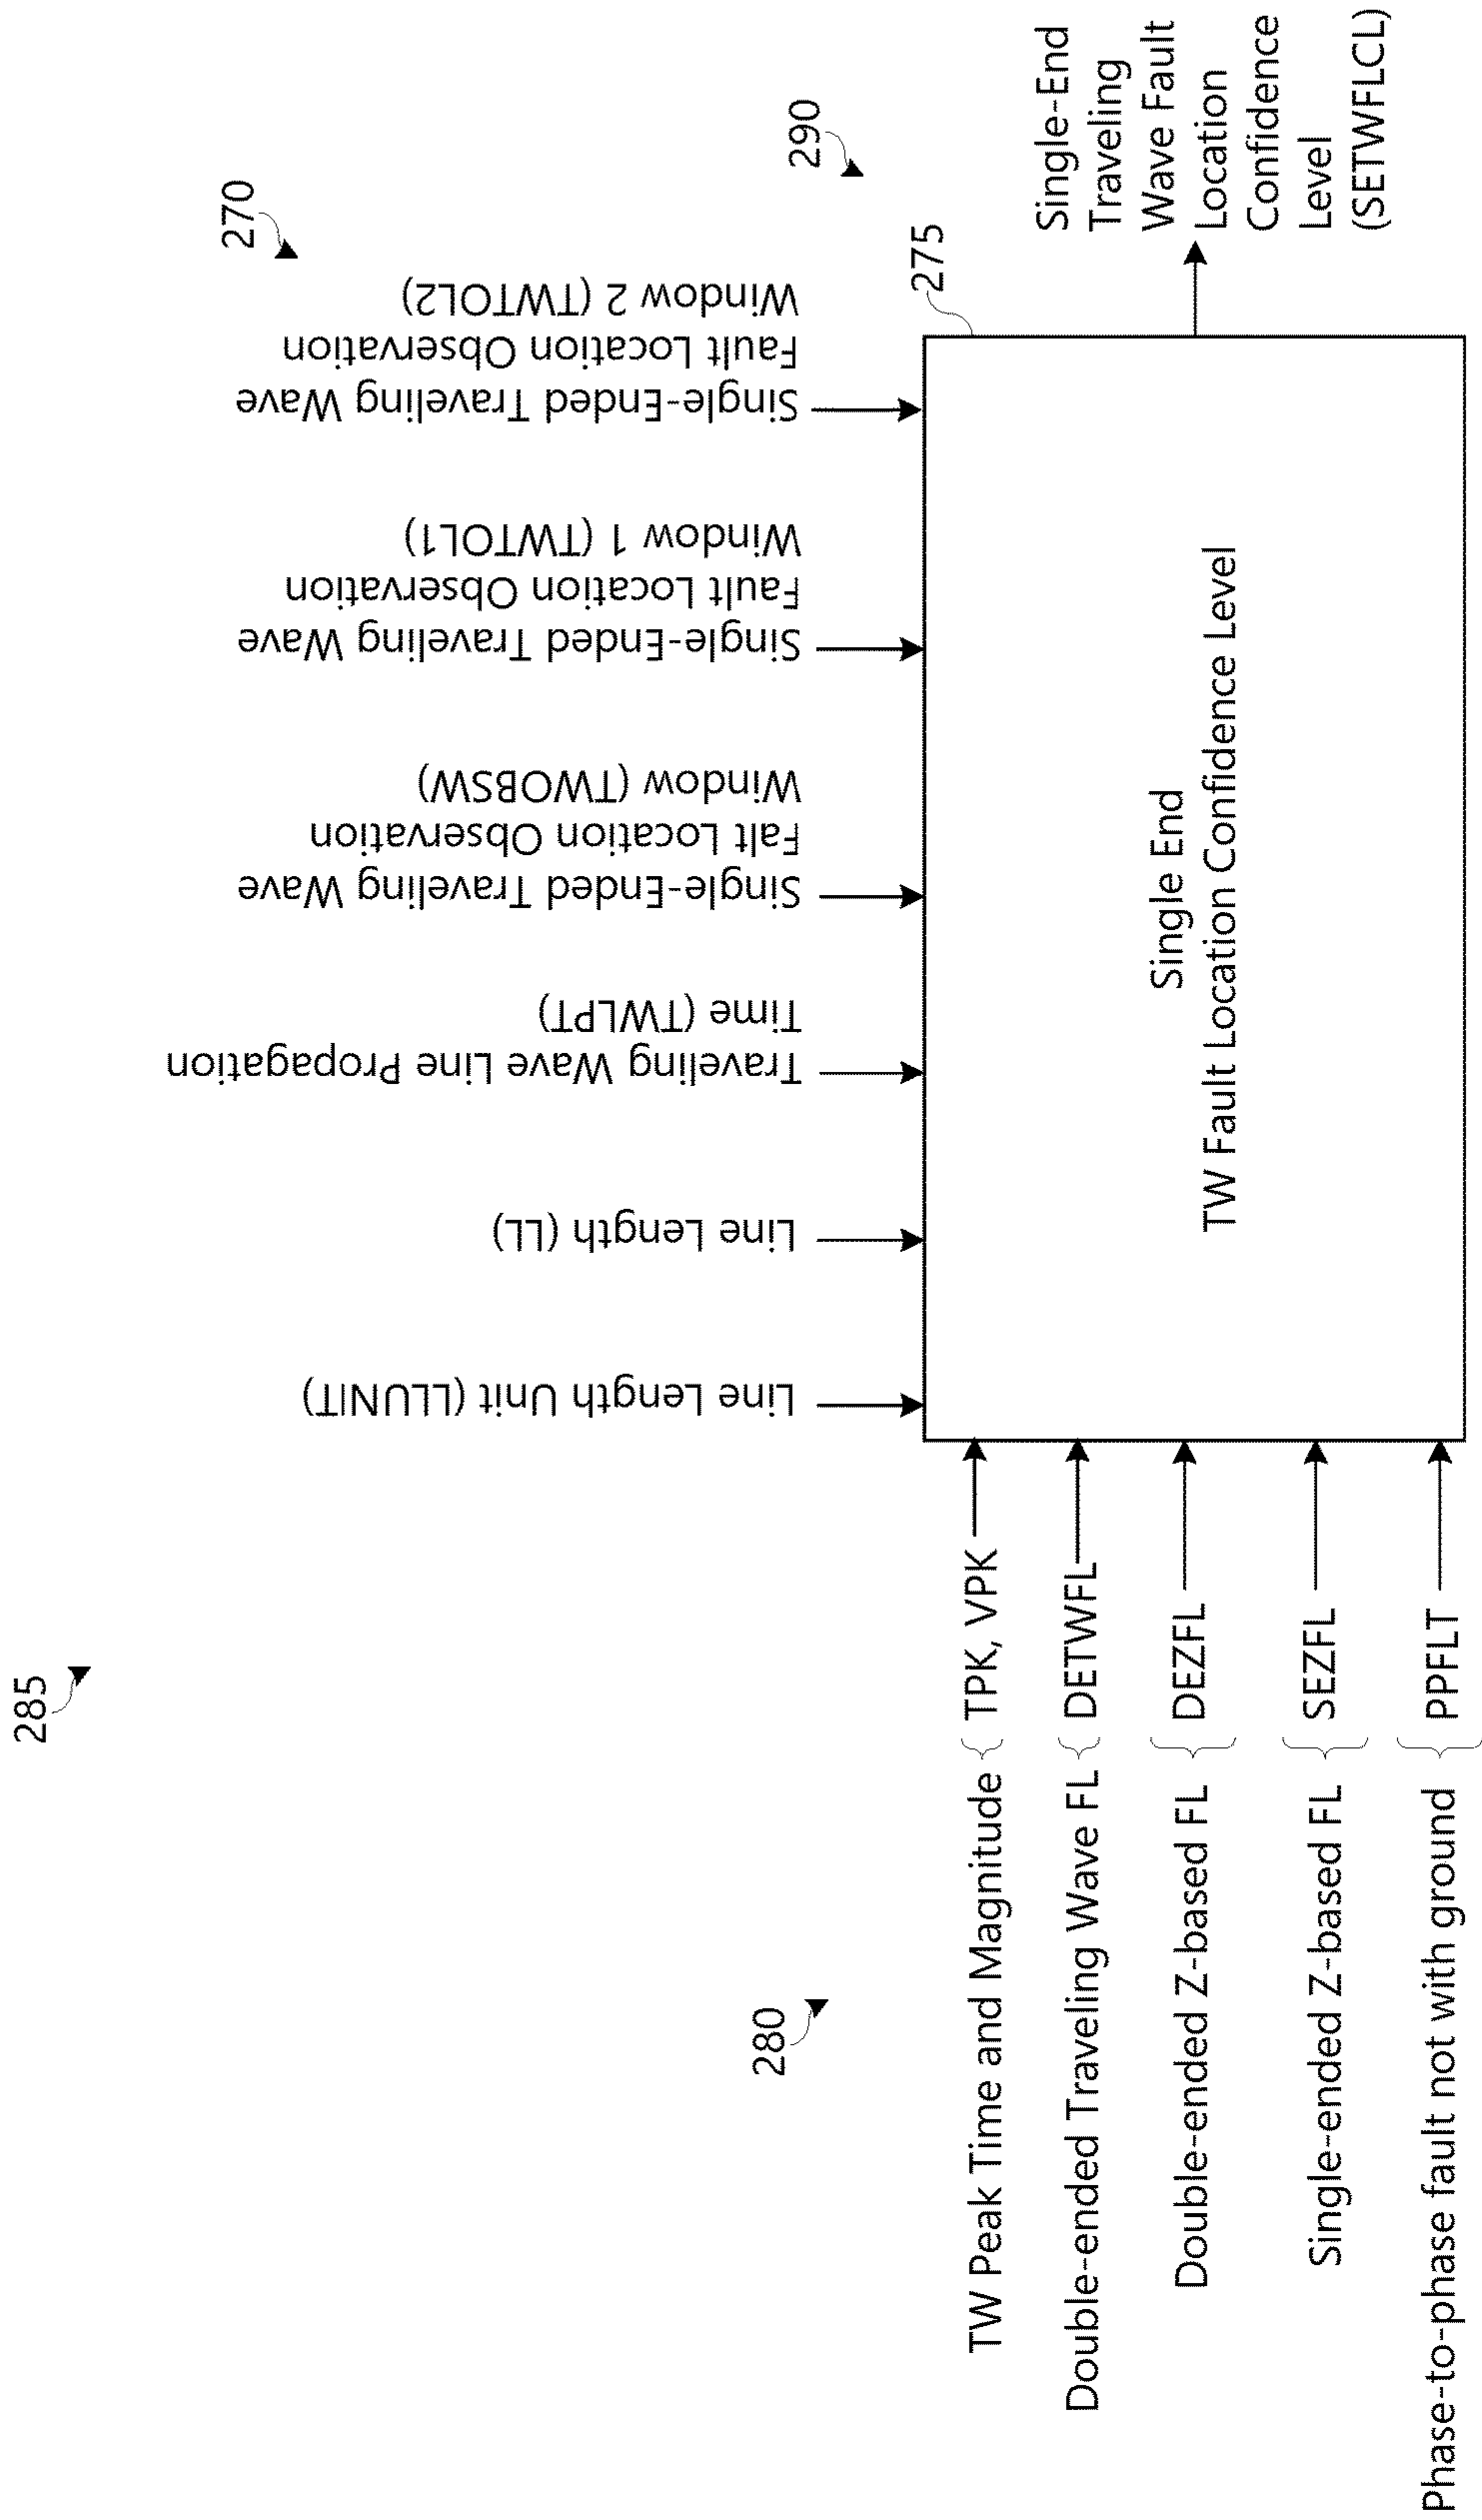 285
270
Line Length Unit (LLUNIT)
Line Length (LL)
Traveling Wave Line Propagation
Time (TWLPT)
Single-Ended Traveling Wave
Falt Location Observation
Window (TWOBSW)
Single-Ended Traveling Wave
Fault Location Observation
Window 1 (TWTOL1)
Single-Ended Traveling Wave
Fault Location Observation
Window 2 (TWTOL2)
280
290
275
TW Peak Time and Magnitude
TPK, VPK
Double-ended Traveling Wave FL
DETWFL
Double-ended Z-based FL
DEZFL
Single-ended Z-based FL
SEZFL
Phase-to-phase fault not with ground
PPFLT
Single End
TW Fault Location Confidence Level
Single-End
Traveling
Wave Fault
Location
Confidence
Level
(SETWFLCL)